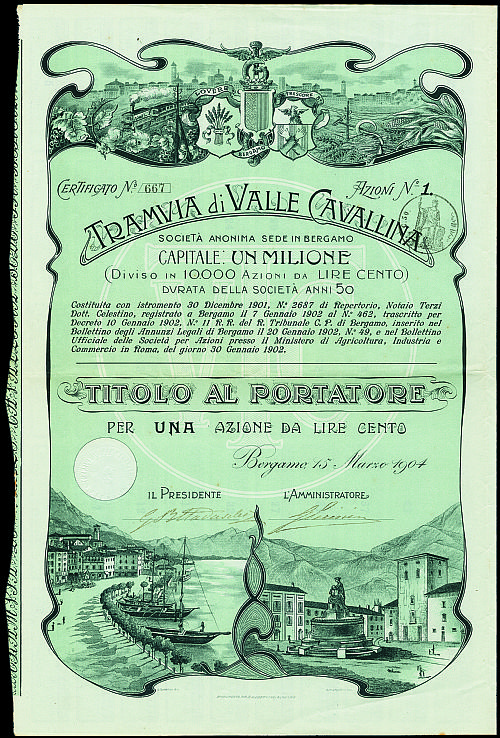 LOVERE
TRESCORE
BERGAMO
CERTIFICATO No. 667
AZIONI No. 1.
TRAMVIA di VALLE CAVALLINA
SOCIETÀ ANONIMA SEDE IN BERGAMO
CAPITALE UN MILIONE
(DIVISO IN 10000 AZIONI DA LIRE CENTO)
DVRATA DELLA SOCIETÀ ANNI 50
Costituita con istromento 30 Dicembre 1901, N.º 2687 di Repertorio, Notaio Terzi
Dott. Celestino, registrato a Bergamo il 7 Gennaio 1902 al N.º 462, trascritto per
Decreto 10 Gennaio 1902, N.º 11 R. R. del R. Tribunale C. P. di Bergamo, inserito nel
Bollettino degli Annunzi Legali di Bergamo il 20 Gennaio 1902, N.º 49, e nel Bollettino
Ufficiale delle Società per Azioni presso il Ministero di Agricoltura, Industria e
Commercio in Roma, del giorno 30 Gennaio 1902.
TITOLO AL PORTATORE
PER UNA AZIONE DA LIRE CENTO
Bergamo, 15 Marzo 1904
IL PRESIDENTE
L'AMMINISTRATORE